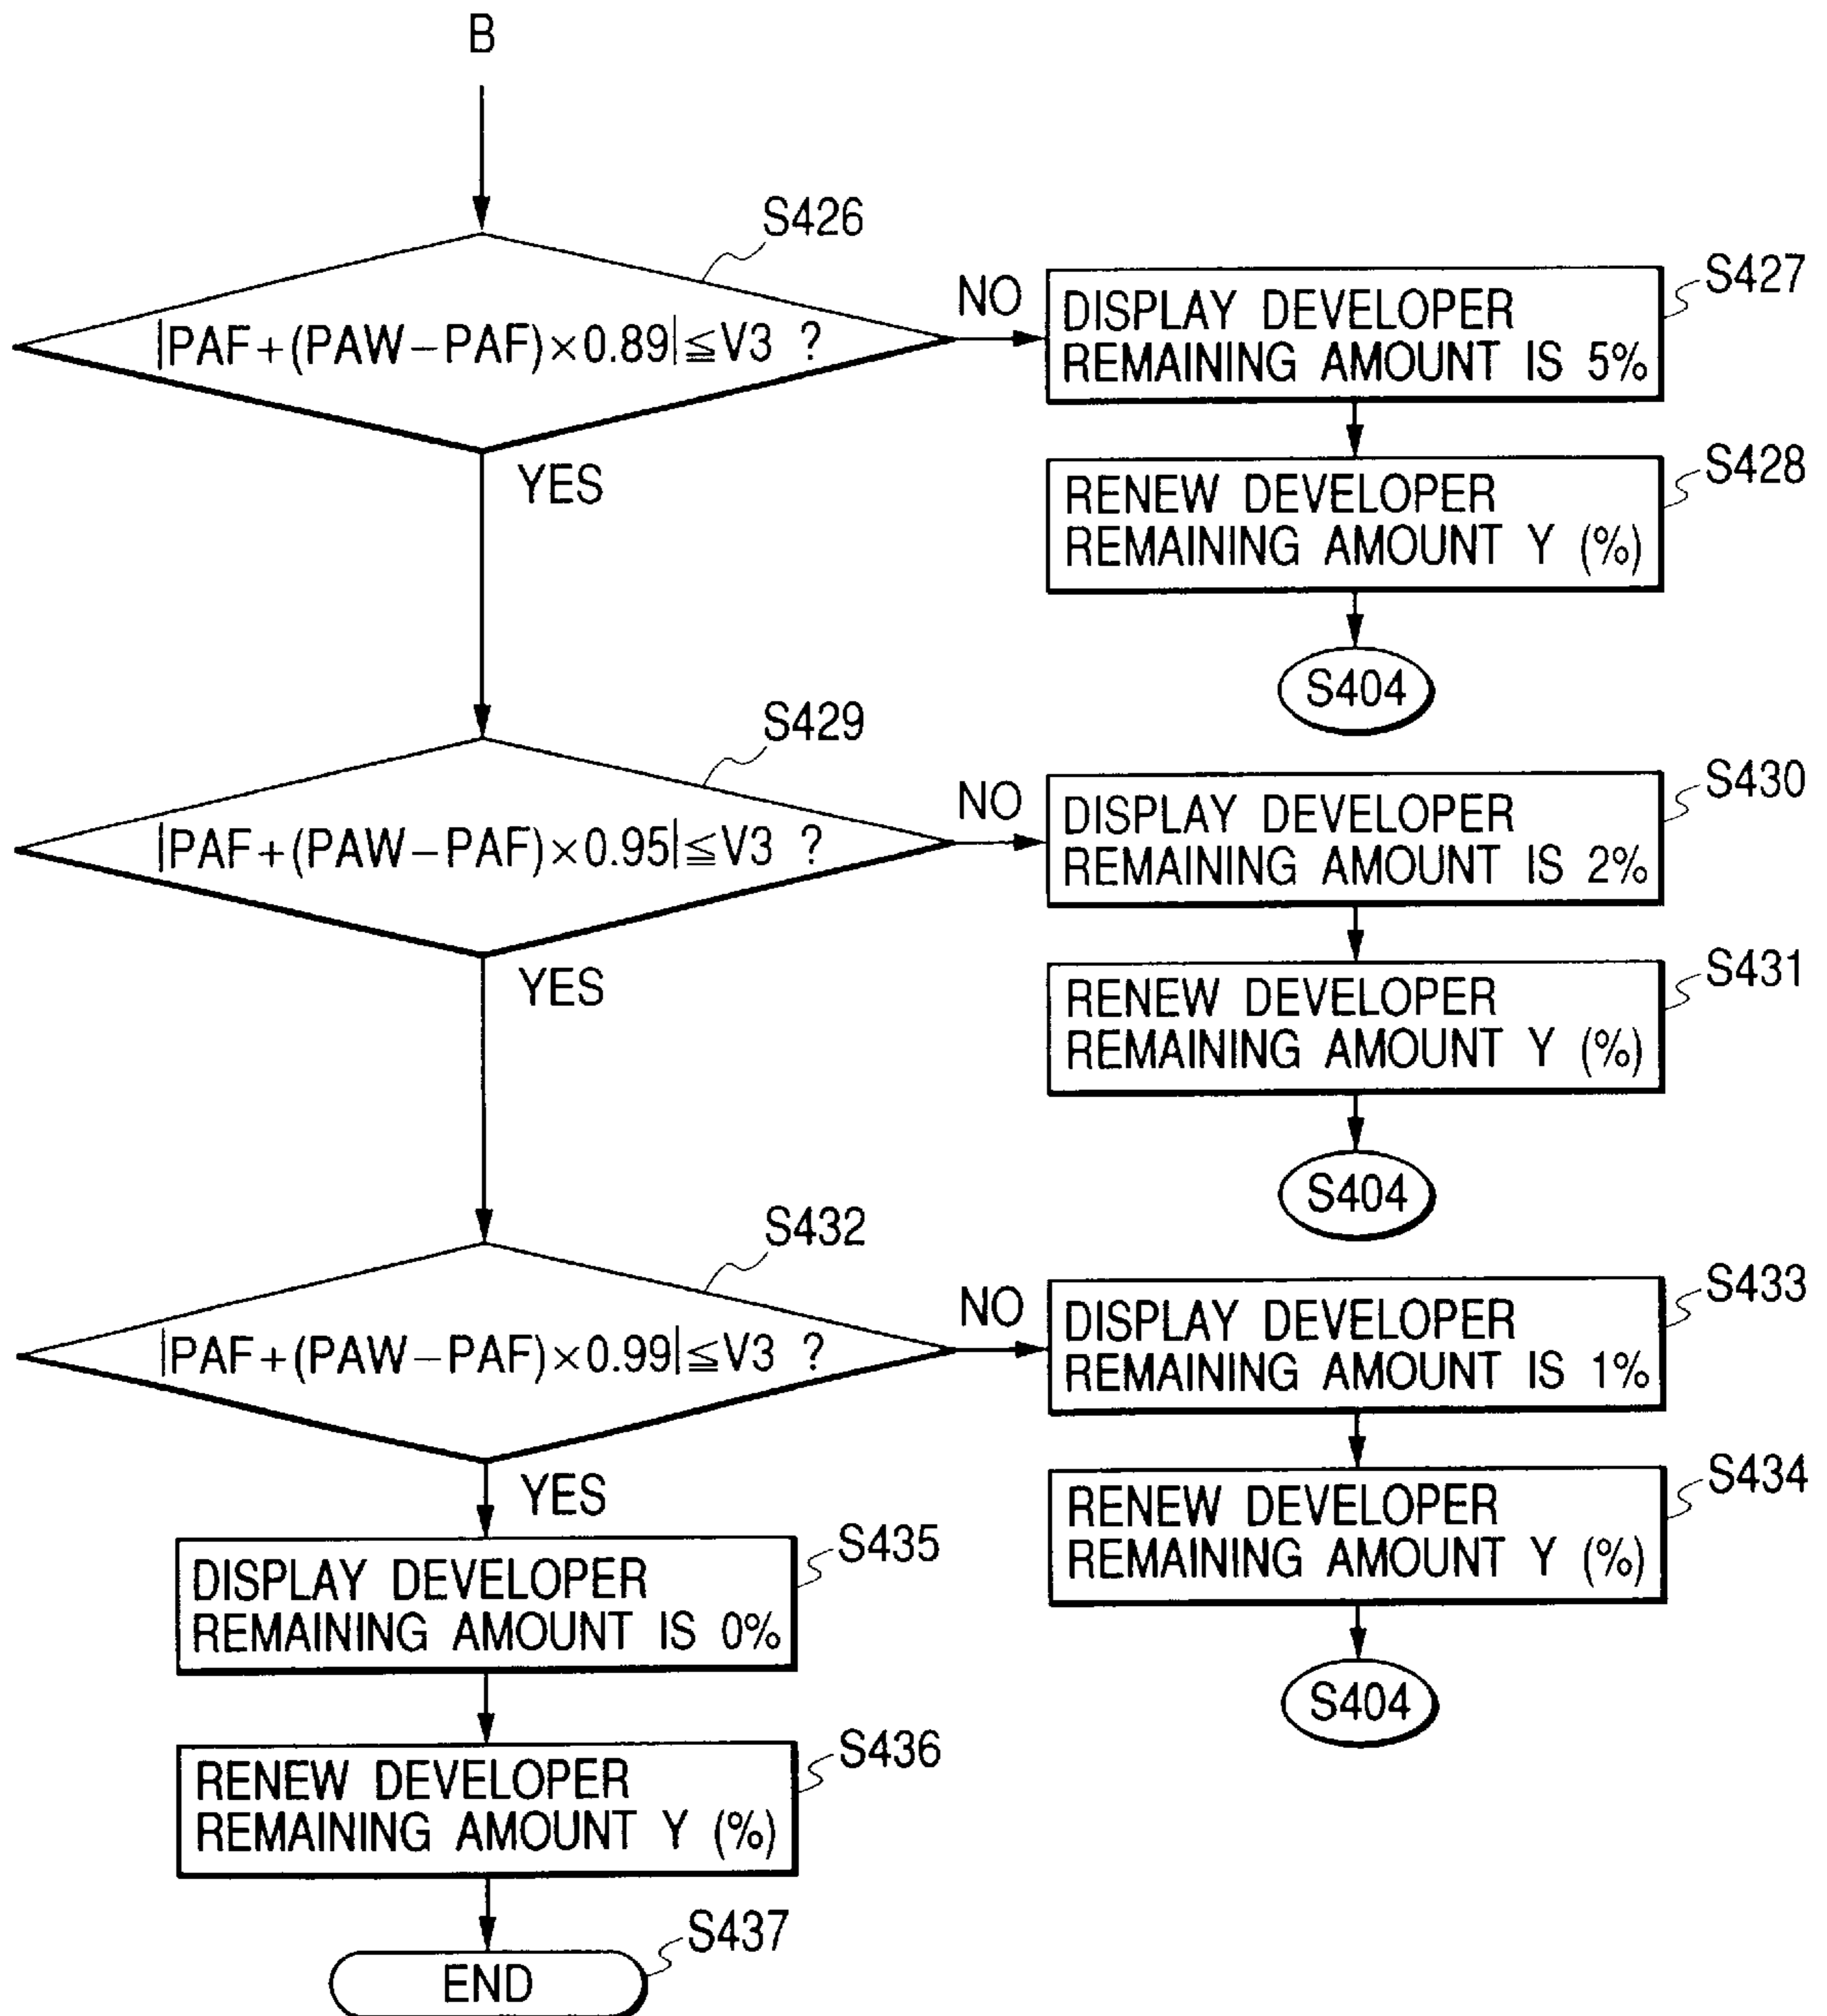 B
S426
|PAF+(PAW−PAF)×0.89|≦V3 ?
NO
DISPLAY DEVELOPER
REMAINING AMOUNT IS 5%
S427
YES
RENEW DEVELOPER
REMAINING AMOUNT Y (%)
S428
S404
S429
|PAF+(PAW−PAF)×0.95|≦V3 ?
NO
DISPLAY DEVELOPER
REMAINING AMOUNT IS 2%
S430
YES
RENEW DEVELOPER
REMAINING AMOUNT Y (%)
S431
S404
S432
|PAF+(PAW−PAF)×0.99|≦V3 ?
NO
DISPLAY DEVELOPER
REMAINING AMOUNT IS 1%
S433
YES
RENEW DEVELOPER
REMAINING AMOUNT Y (%)
S434
S404
DISPLAY DEVELOPER
REMAINING AMOUNT IS 0%
S435
RENEW DEVELOPER
REMAINING AMOUNT Y (%)
S436
END
S437